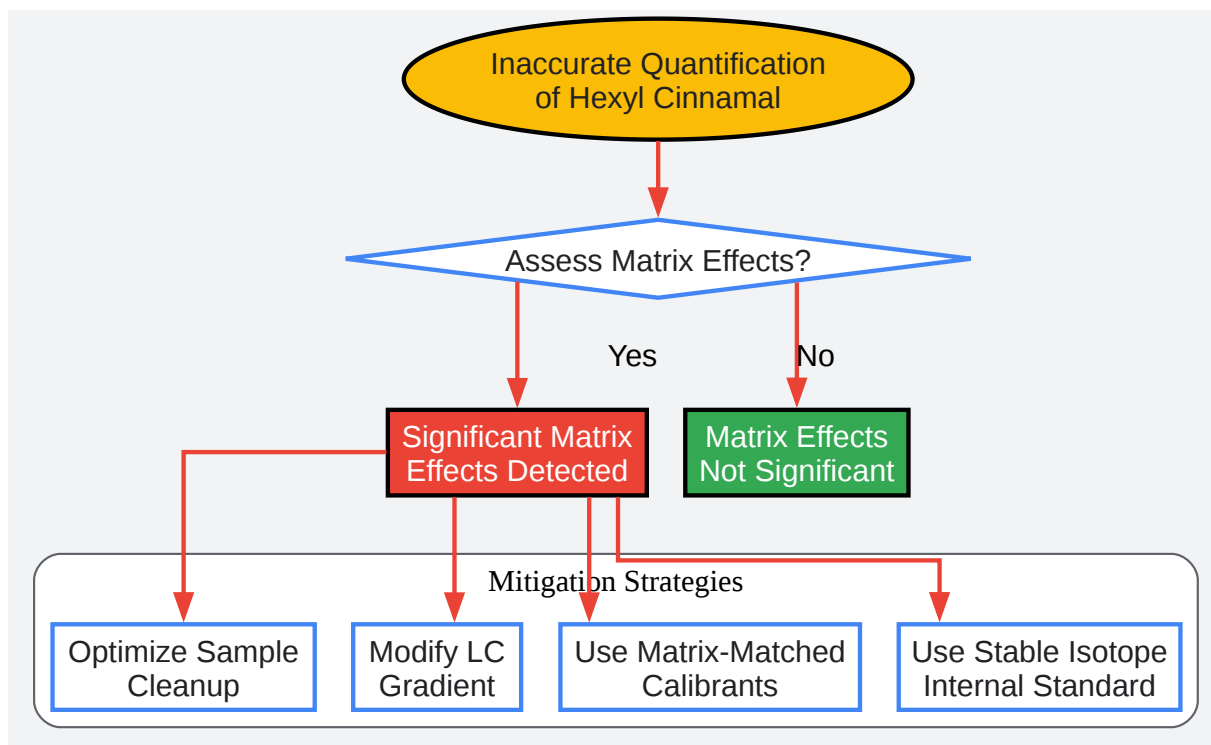 Inaccurate Quantification
of Hexyl Cinnamal
Assess Matrix Effects?
Yes
No
Significant Matrix
Effects Detected
Matrix Effects
Not Significant
Mitigation Strategies
Optimize Sample
Cleanup
Modify LC
Gradient
Use Matrix-Matched
Calibrants
Use Stable Isotope
Internal Standard